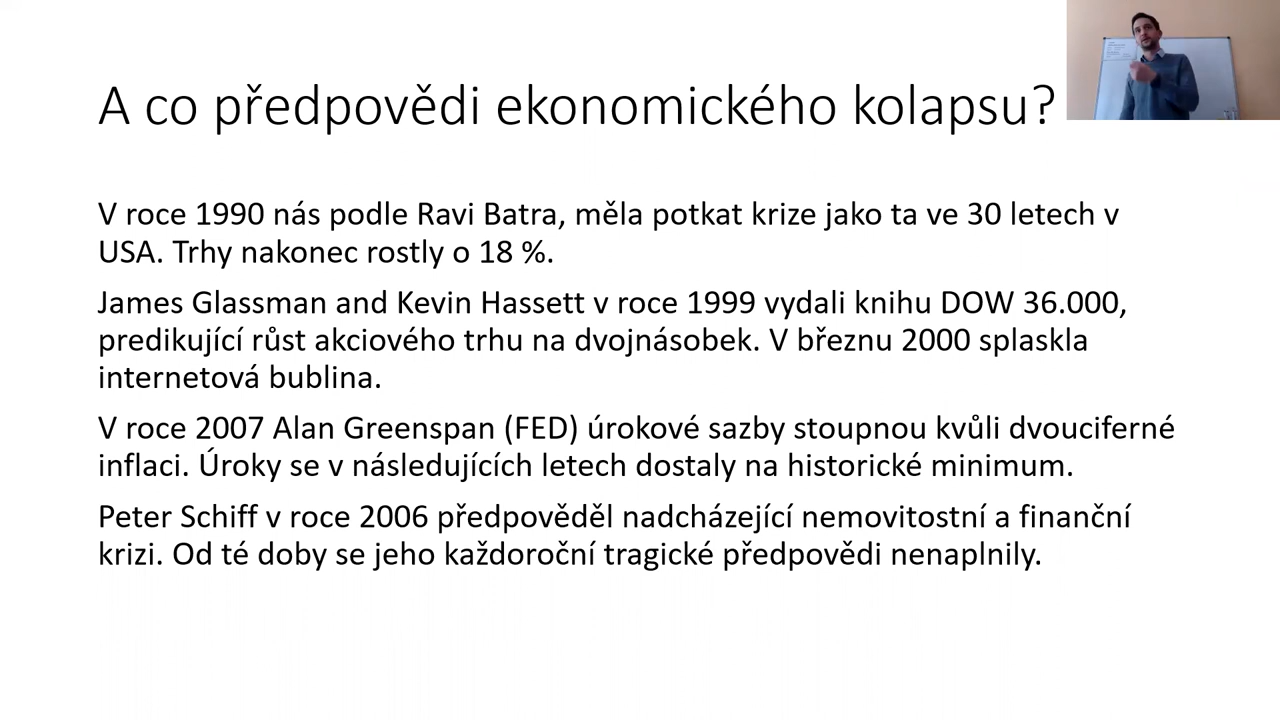 A co předpovědi ekonomického kolapsu?
V roce 1990 nás podle Ravi Batra, měla potkat krize jako ta ve 30 letech v
USA. Trhy nakonec rostly o 18 %.
James Glassman and Kevin Hassett v roce 1999 vydali knihu DOW 36.000,
predikující růst akciového trhu na dvojnásobek. V březnu 2000 splaskla
internetová bublina.
V roce 2007 Alan Greenspan (FED) úrokové sazby stoupnou kvůli dvouciferné
inflaci. Úroky se v následujících letech dostaly na historické minimum.
Peter Schiff v roce 2006 předpověděl nadcházející nemovitostní a finanční
krizi. Od té doby se jeho každoroční tragické předpovědi nenaplnily.